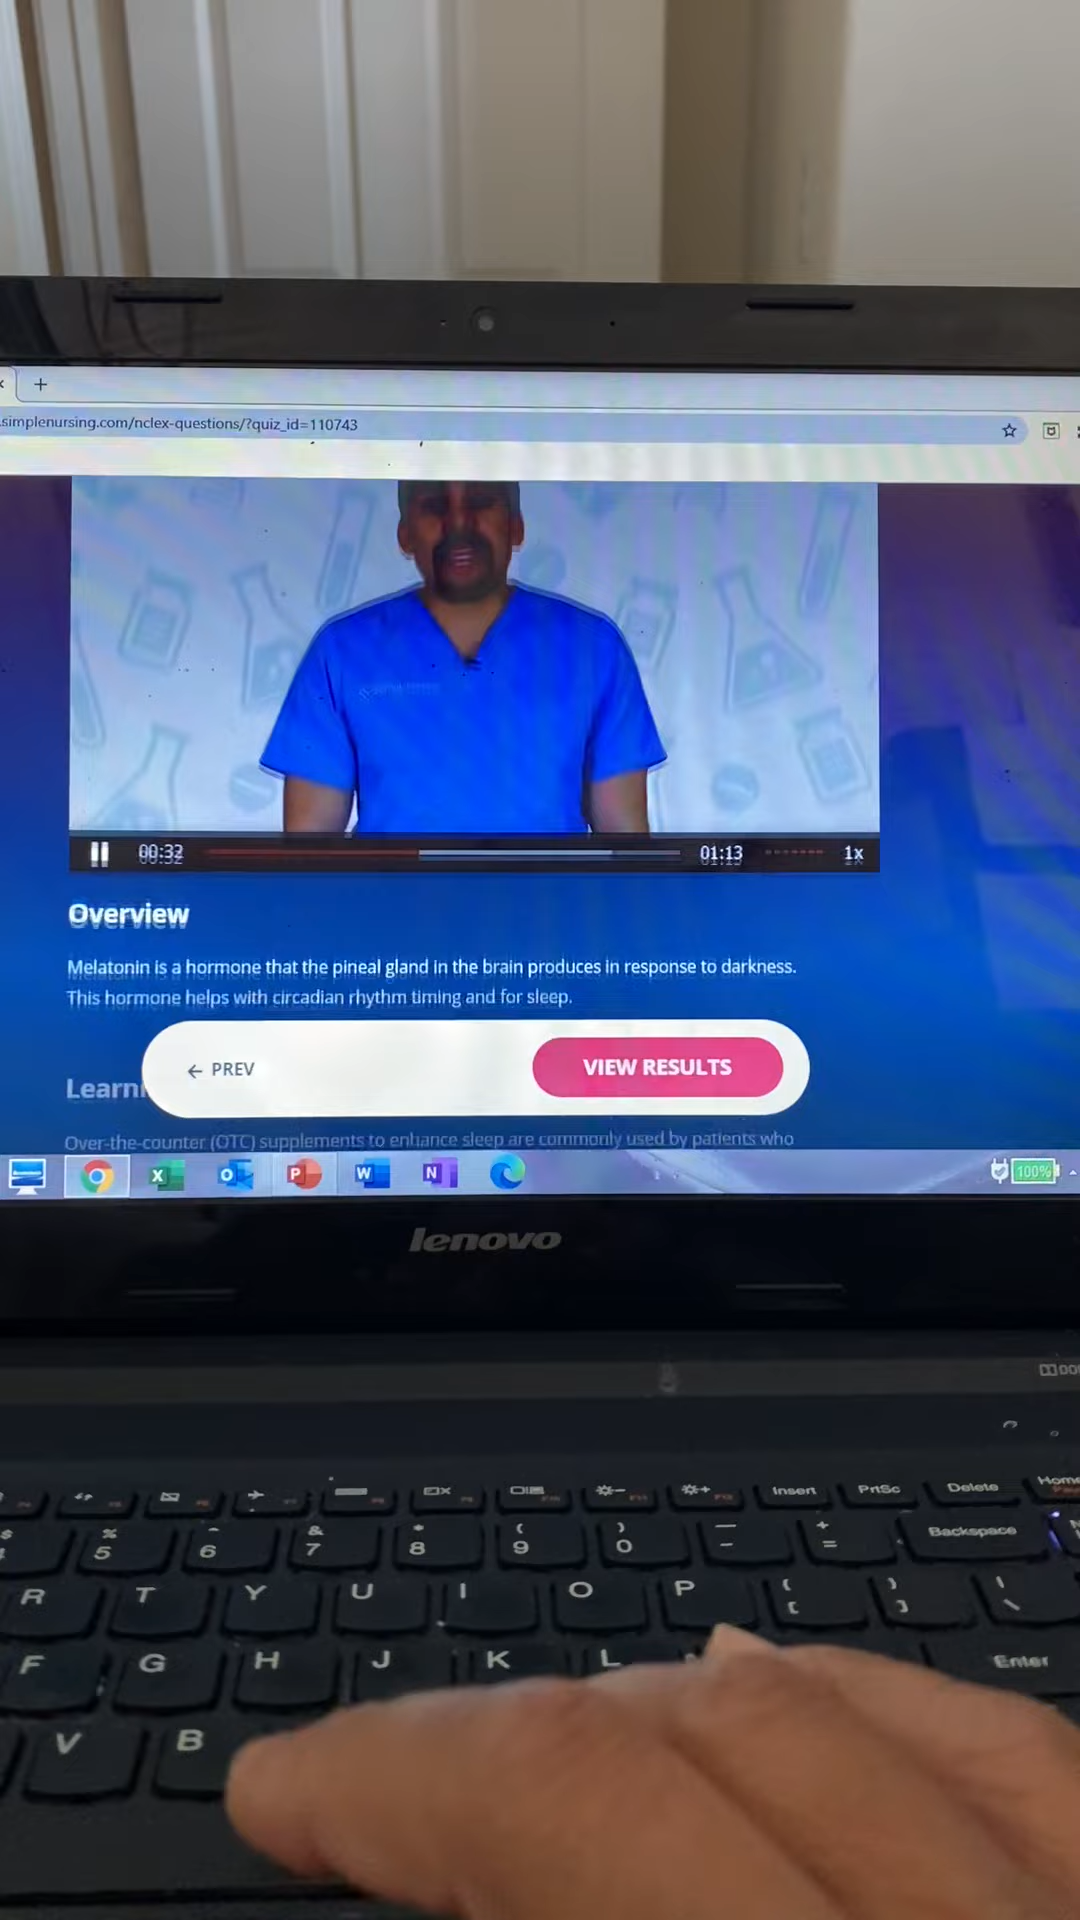 +
.simplenursing.com/nclex-questions/?quiz_id=110743
00:32
01:13
1x
Overview
Melatonin is a hormone that the pineal gland in the brain produces in response to darkness.
This hormone helps with circadian rhythm timing and for sleep.
← PREV
VIEW RESULTS
Learni
Over-the-counter (OTC) supplements to enhance sleep are commonly used by patients who
X
O
P
W
N
100%
lenovo
Insert
PrtSc
Delete
Home
% 5
^ 6
& 7
* 8
( 9
) 0
-
+ =
Backspace
R T Y U I O P { [ } ] | \
F G H J K L
Enter
V B